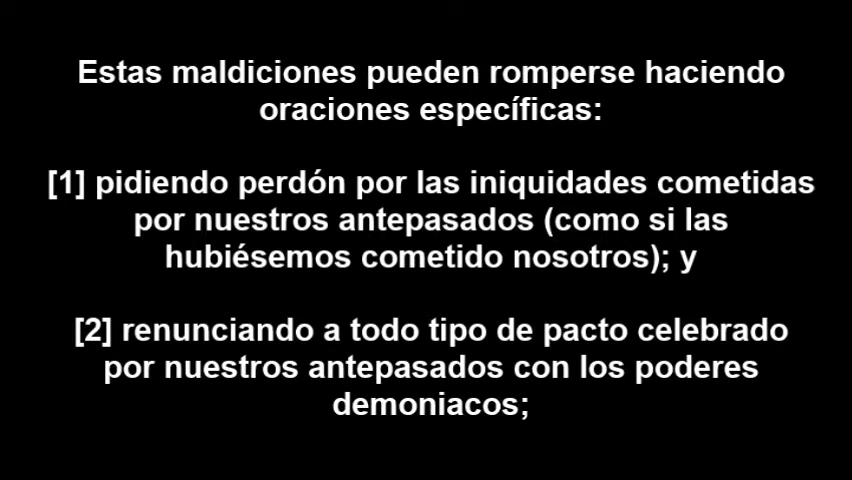 Estas maldiciones pueden romperse haciendo
oraciones específicas:
[1] pidiendo perdón por las iniquidades cometidas
por nuestros antepasados (como si las
hubiésemos cometido nosotros); y
[2] renunciando a todo tipo de pacto celebrado
por nuestros antepasados con los poderes
demoniacos;